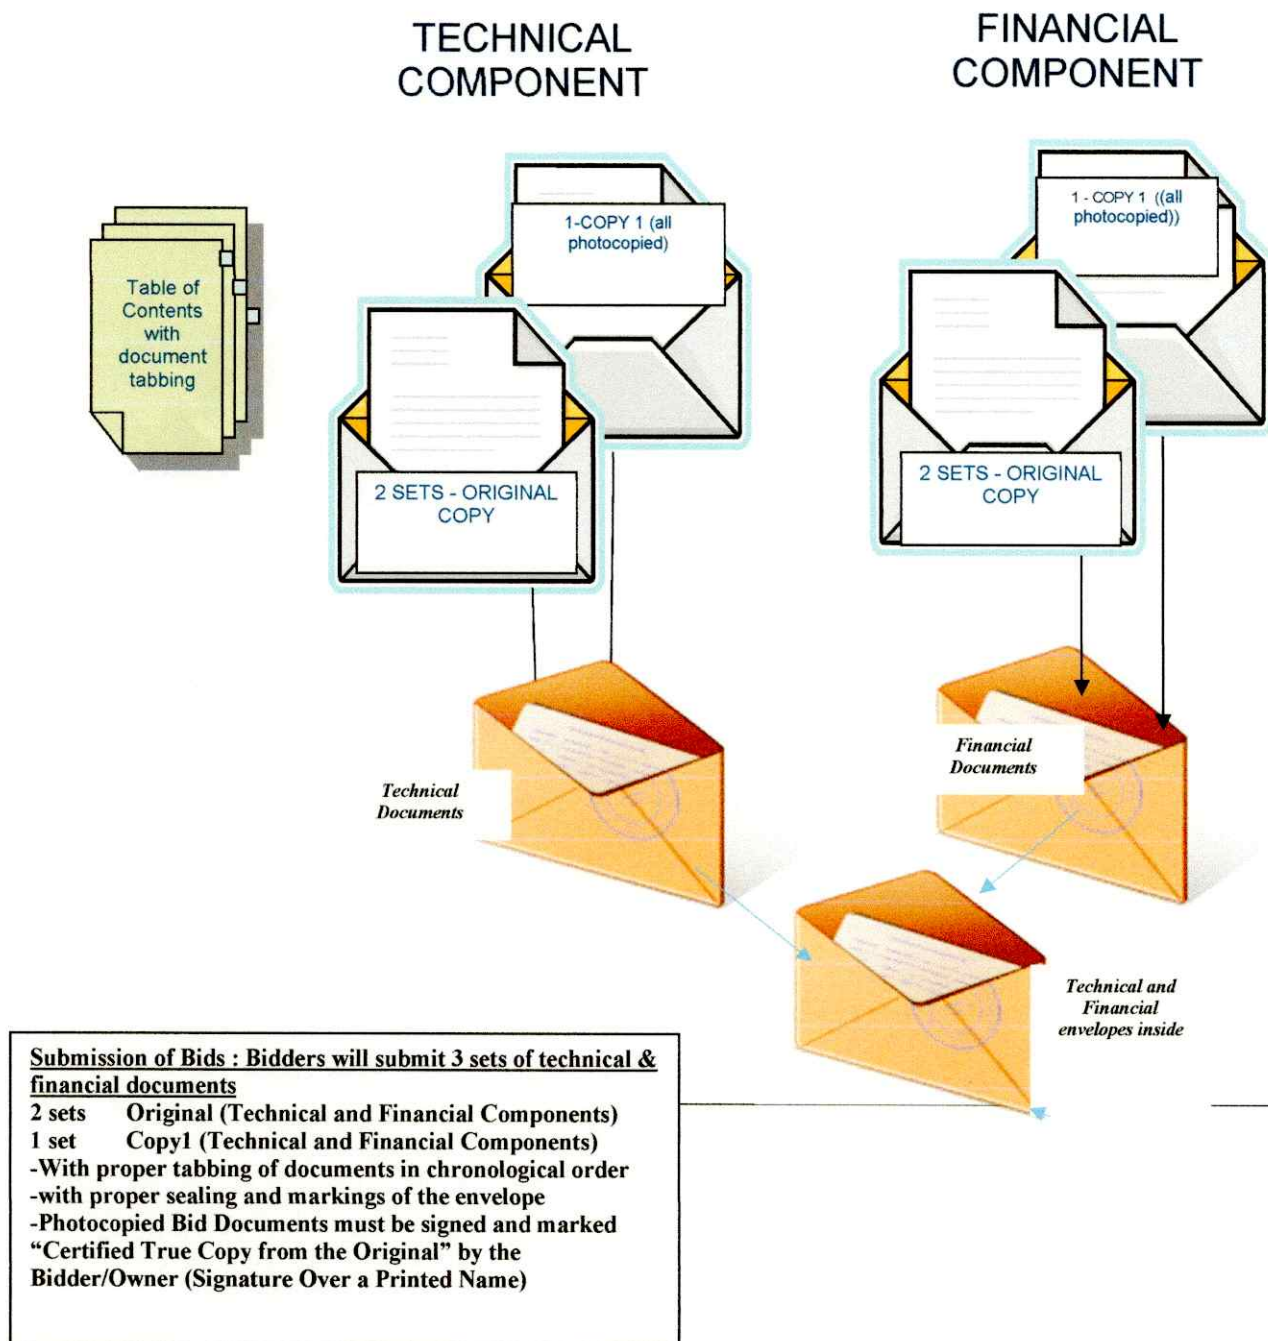 TECHNICAL
COMPONENT
FINANCIAL
COMPONENT
Table of
Contents
with
document
tabbing
1-COPY 1 (all
photocopied)
2 SETS - ORIGINAL
COPY
1 - COPY 1 ((all
photocopied))
2 SETS - ORIGINAL
COPY
Technical
Documents
Financial
Documents
Technical and
Financial
envelopes inside
Submission of Bids : Bidders will submit 3 sets of technical &
financial documents
2 sets Original (Technical and Financial Components)
1 set Copy1 (Technical and Financial Components)
-With proper tabbing of documents in chronological order
-with proper sealing and markings of the envelope
-Photocopied Bid Documents must be signed and marked
“Certified True Copy from the Original” by the
Bidder/Owner (Signature Over a Printed Name)